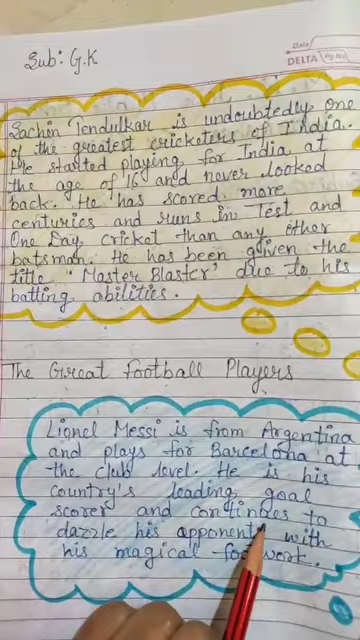 Sub: G.K
Date
DELTA Pg No
Sachin Tendulkar is undoubtedly one
of the greatest cricketers of India.
He started playing for India at
the age of 16 and never looked
back. He has scored more
centuries and runs in Test and
One Day cricket than any other
batsman. He has been given the
title 'Master Blaster' due to his
batting abilities.
The Great Football Players
Lionel Messi is from Argentina
and plays for Barcelona at
the club level. He is his
country's leading goal
scorer and continues to
dazzle his opponents with
his magical footwork.